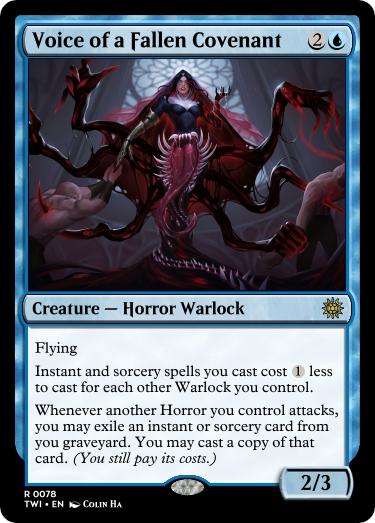 Voice of a Fallen Covenant 2
Creature — Horror Warlock
Flying
Instant and sorcery spells you cast cost 1 less
to cast for each other Warlock you control.
Whenever another Horror you control attacks,
you may exile an instant or sorcery card from
you graveyard. You may cast a copy of that
card. (You still pay its costs.)
2/3
R 0078
TWI • EN Colin Ha